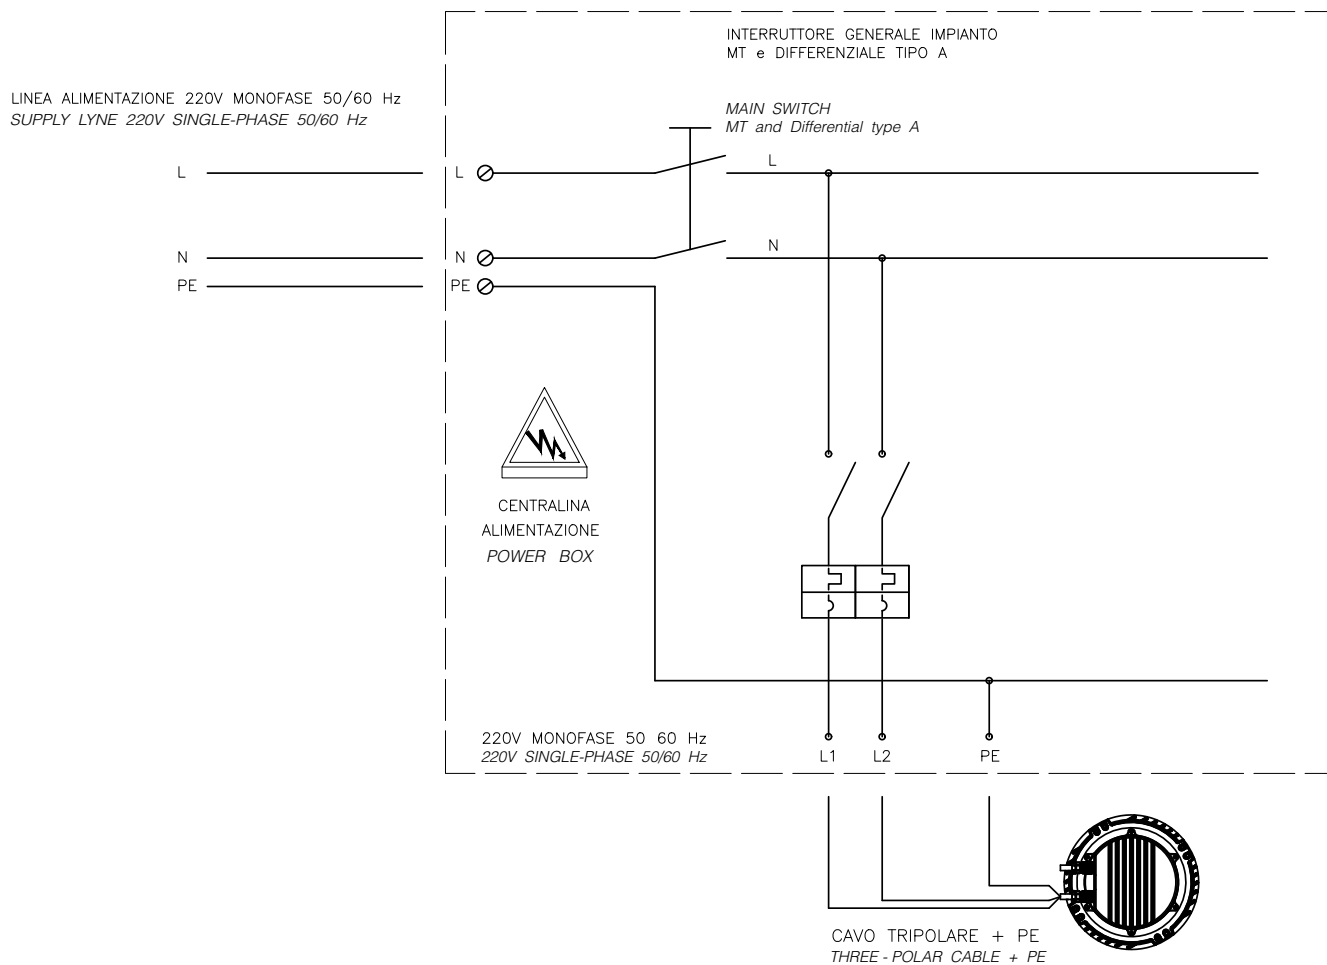 INTERRUTTORE GENERALE IMPIANTO
MT e DIFFERENZIALE TIPO A
LINEA ALIMENTAZIONE 220V MONOFASE 50/60 Hz
SUPPLY LYNE 220V SINGLE-PHASE 50/60 Hz
MAIN SWITCH
MT and Differential type A
L
L
L
N
N
N
PE
PE
CENTRALINA
ALIMENTAZIONE
POWER BOX
220V MONOFASE 50 60 Hz
220V SINGLE-PHASE 50/60 Hz
L1
L2
PE
CAVO TRIPOLARE + PE
THREE - POLAR CABLE + PE